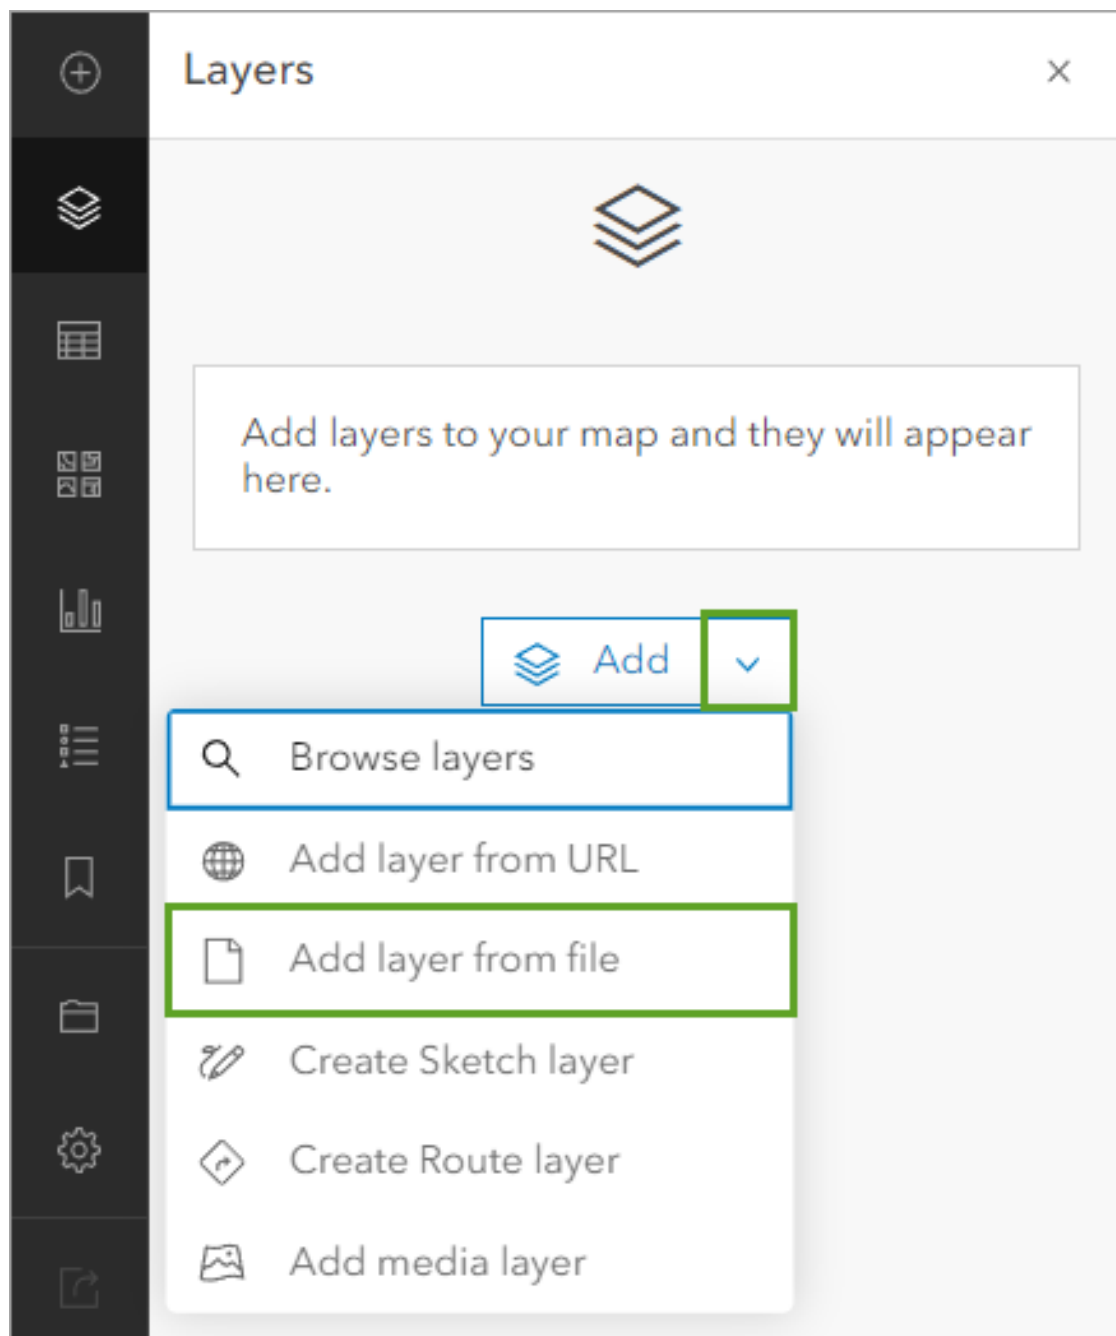 Layers
Add layers to your map and they will appear
here.
Add
Browse layers
Add layer from URL
Add layer from file
Create Sketch layer
Create Route layer
Add media layer